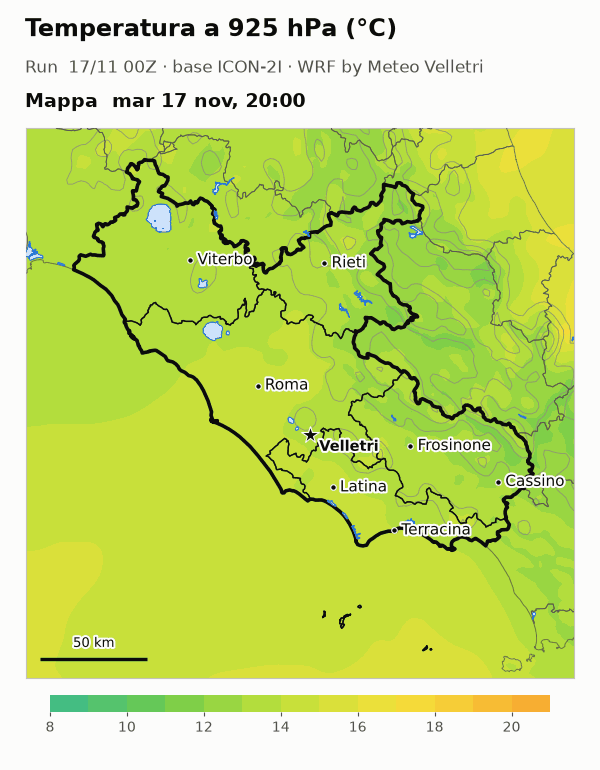 Temperatura a 925 hPa (°C)
Run  17/11 00Z · base ICON-2I · WRF by Meteo Velletri
Mappa  mar 17 nov, 20:00
Viterbo
Rieti
Roma
Velletri
Frosinone
Cassino
Latina
Terracina
50 km
8 10 12 14 16 18 20